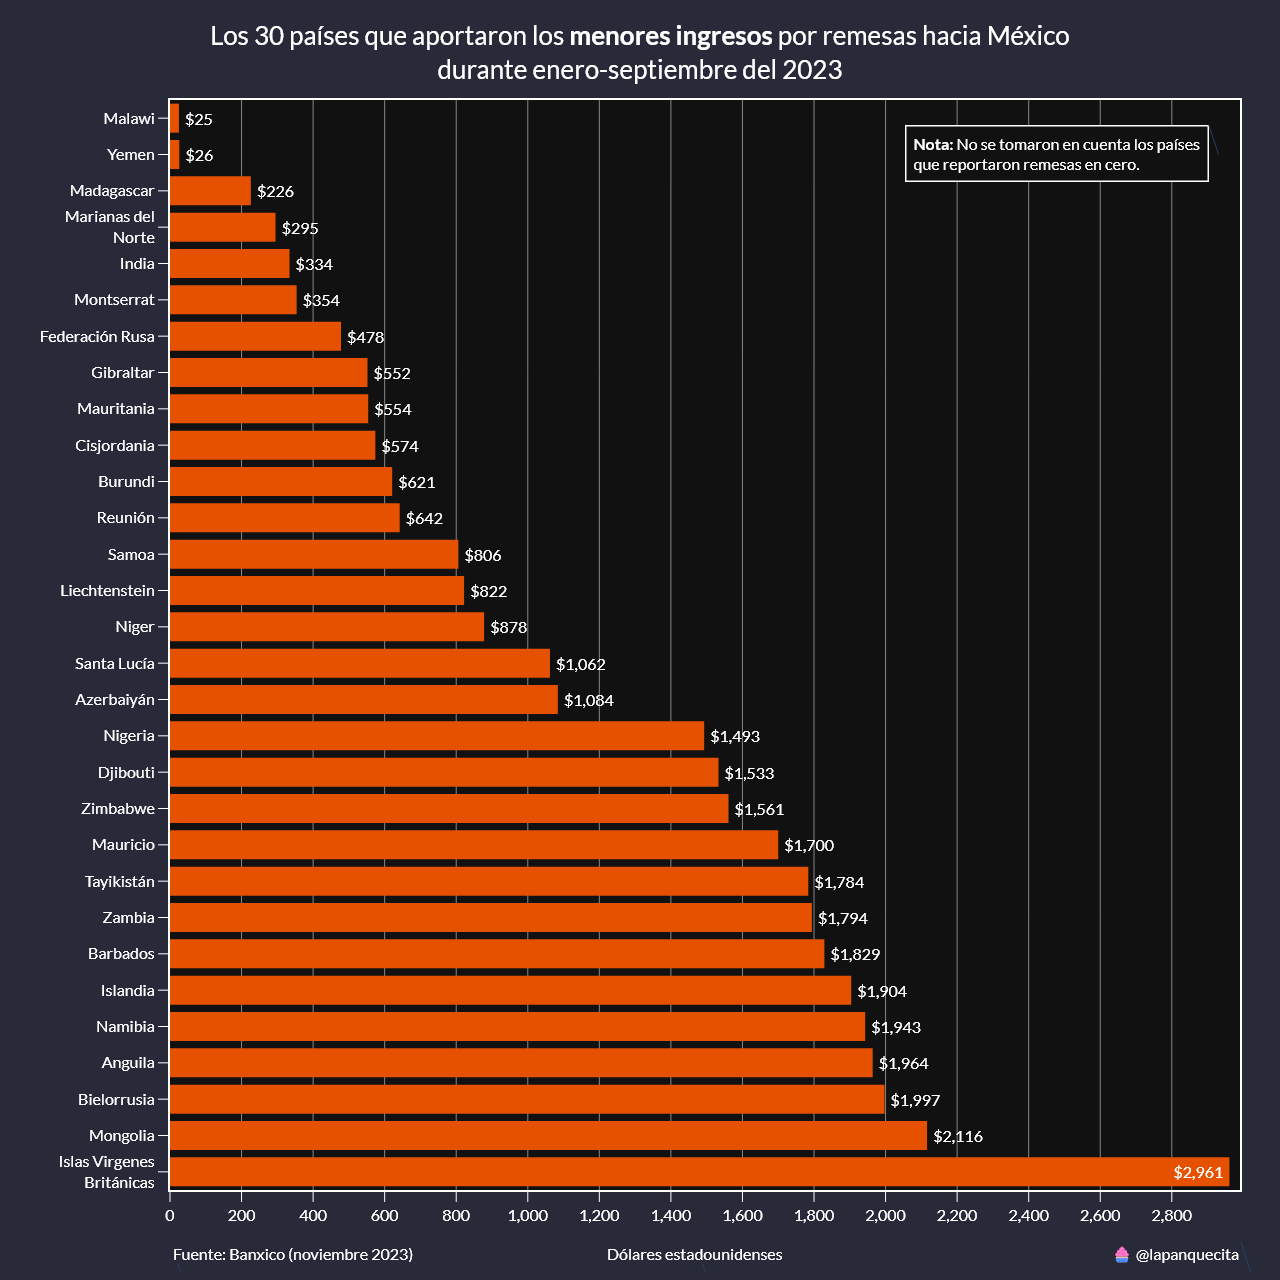 Los 30 países que aportaron los menores ingresos por remesas hacia México
durante enero-septiembre del 2023
Nota: No se tomaron en cuenta los países
que reportaron remesas en cero.
Malawi $25
Yemen $26
Madagascar $226
Marianas del
Norte $295
India $334
Montserrat $354
Federación Rusa $478
Gibraltar $552
Mauritania $554
Cisjordania $574
Burundi $621
Reunión $642
Samoa $806
Liechtenstein $822
Niger $878
Santa Lucía $1,062
Azerbaiyán $1,084
Nigeria $1,493
Djibouti $1,533
Zimbabwe $1,561
Mauricio $1,700
Tayikistán $1,784
Zambia $1,794
Barbados $1,829
Islandia $1,904
Namibia $1,943
Anguila $1,964
Bielorrusia $1,997
Mongolia $2,116
Islas Virgenes
Británicas $2,961
0 200 400 600 800 1,000 1,200 1,400 1,600 1,800 2,000 2,200 2,400 2,600 2,800
Fuente: Banxico (noviembre 2023) Dólares estadounidenses @lapanquecita